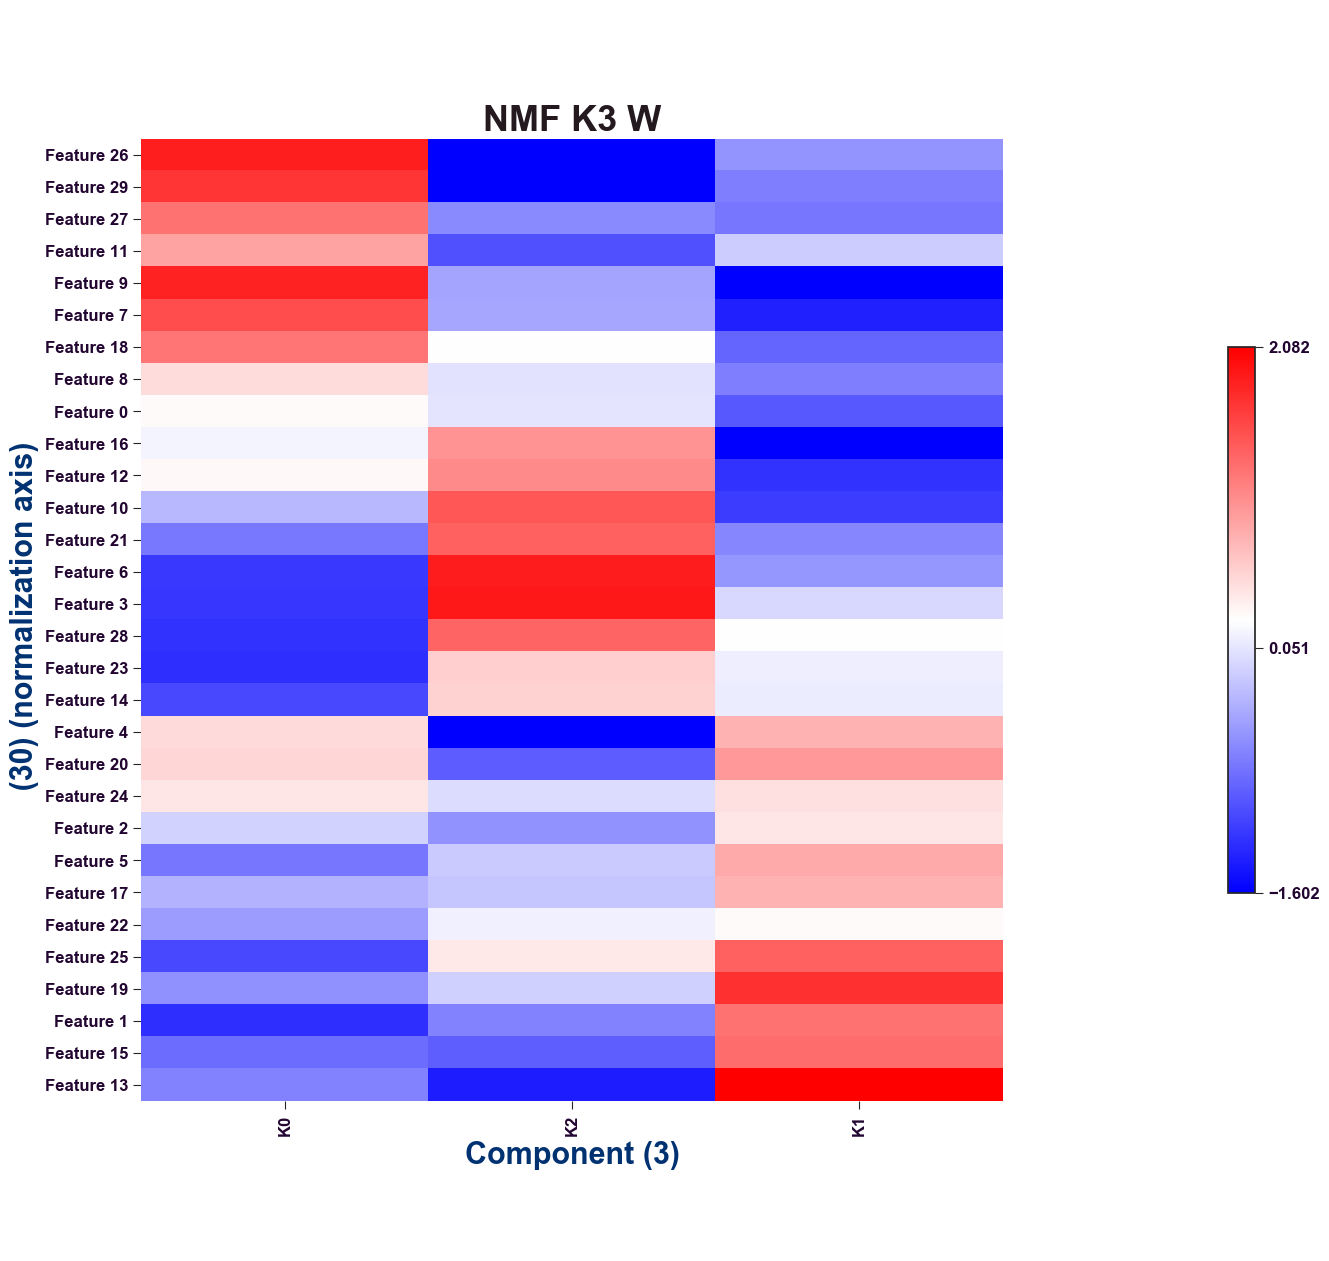 NMF K3 W
Feature 26
Feature 29
Feature 27
Feature 11
Feature 9
Feature 7
Feature 18
Feature 8
Feature 0
Feature 16
Feature 12
Feature 10
Feature 21
Feature 6
Feature 3
Feature 28
Feature 23
Feature 14
Feature 4
Feature 20
Feature 24
Feature 2
Feature 5
Feature 17
Feature 22
Feature 25
Feature 19
Feature 1
Feature 15
Feature 13
(30) (normalization axis)
K0
K2
K1
Component (3)
2.082
0.051
−1.602